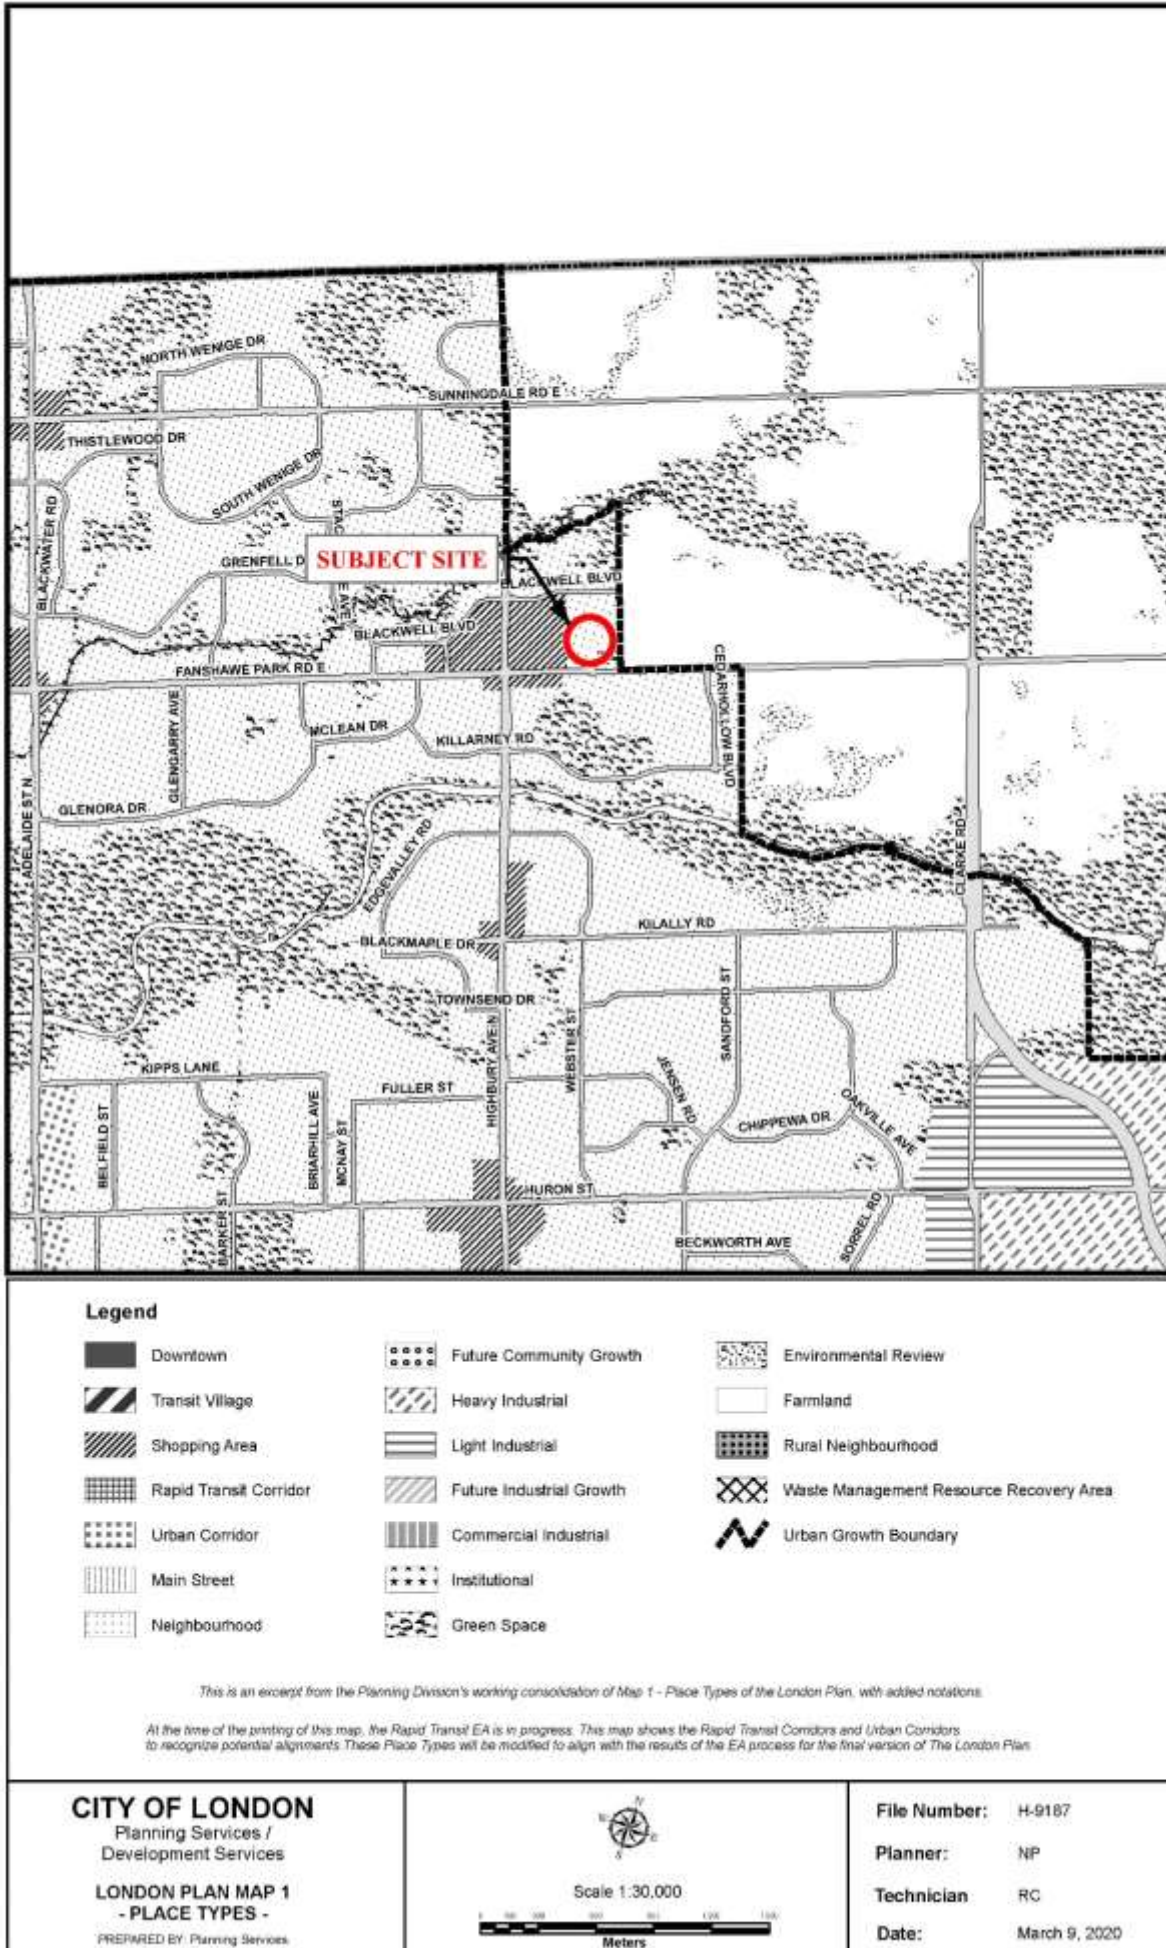 NORTH WENIGE DR
SUNNINGDALE RD E
THISTLEWOOD DR
SOUTH WENIGE DR
BLACKWATER RD
GRENFELL D
SUBJECT SITE
BLACKWELL BLVD
BLACKWELL BLVD
FANSHAWE PARK RD E
CEDARHOLLOW BLVD
GLENGARRY AVE
MCLEAN DR
KILLARNEY RD
GLENORA DR
ADELAIDE ST N
EDGEVALLEY RD
CLARKE RD
KILALLY RD
BLACKMAPLE DR
TOWNSEND DR
SANDFORD ST
HIGHBURY AVE N
WEBSTER ST
KIPPS LANE
FULLER ST
JENSEN RD
BELFIELD ST
BRIARHILL AVE
MCNAY ST
CHIPPEWA DR
OAKVILLE AVE
HURON ST
BARKER ST
BECKWORTH AVE
SORREL RD
Legend
Downtown
Transit Village
Shopping Area
Rapid Transit Corridor
Urban Corridor
Main Street
Neighbourhood
Future Community Growth
Heavy Industrial
Light Industrial
Future Industrial Growth
Commercial Industrial
Institutional
Green Space
Environmental Review
Farmland
Rural Neighbourhood
Waste Management Resource Recovery Area
Urban Growth Boundary
This is an excerpt from the Planning Division's working consolidation of Map 1 - Place Types of the London Plan, with added notations.
At the time of the printing of this map, the Rapid Transit EA is in progress. This map shows the Rapid Transit Corridors and Urban Corridors
to recognize potential alignments. These Place Types will be modified to align with the results of the EA process for the final version of The London Plan.
CITY OF LONDON
Planning Services /
Development Services
LONDON PLAN MAP 1
- PLACE TYPES -
PREPARED BY: Planning Services
N
E
S
W
Scale 1:30,000
Meters
File Number: H-9187
Planner: NP
Technician RC
Date: March 9, 2020